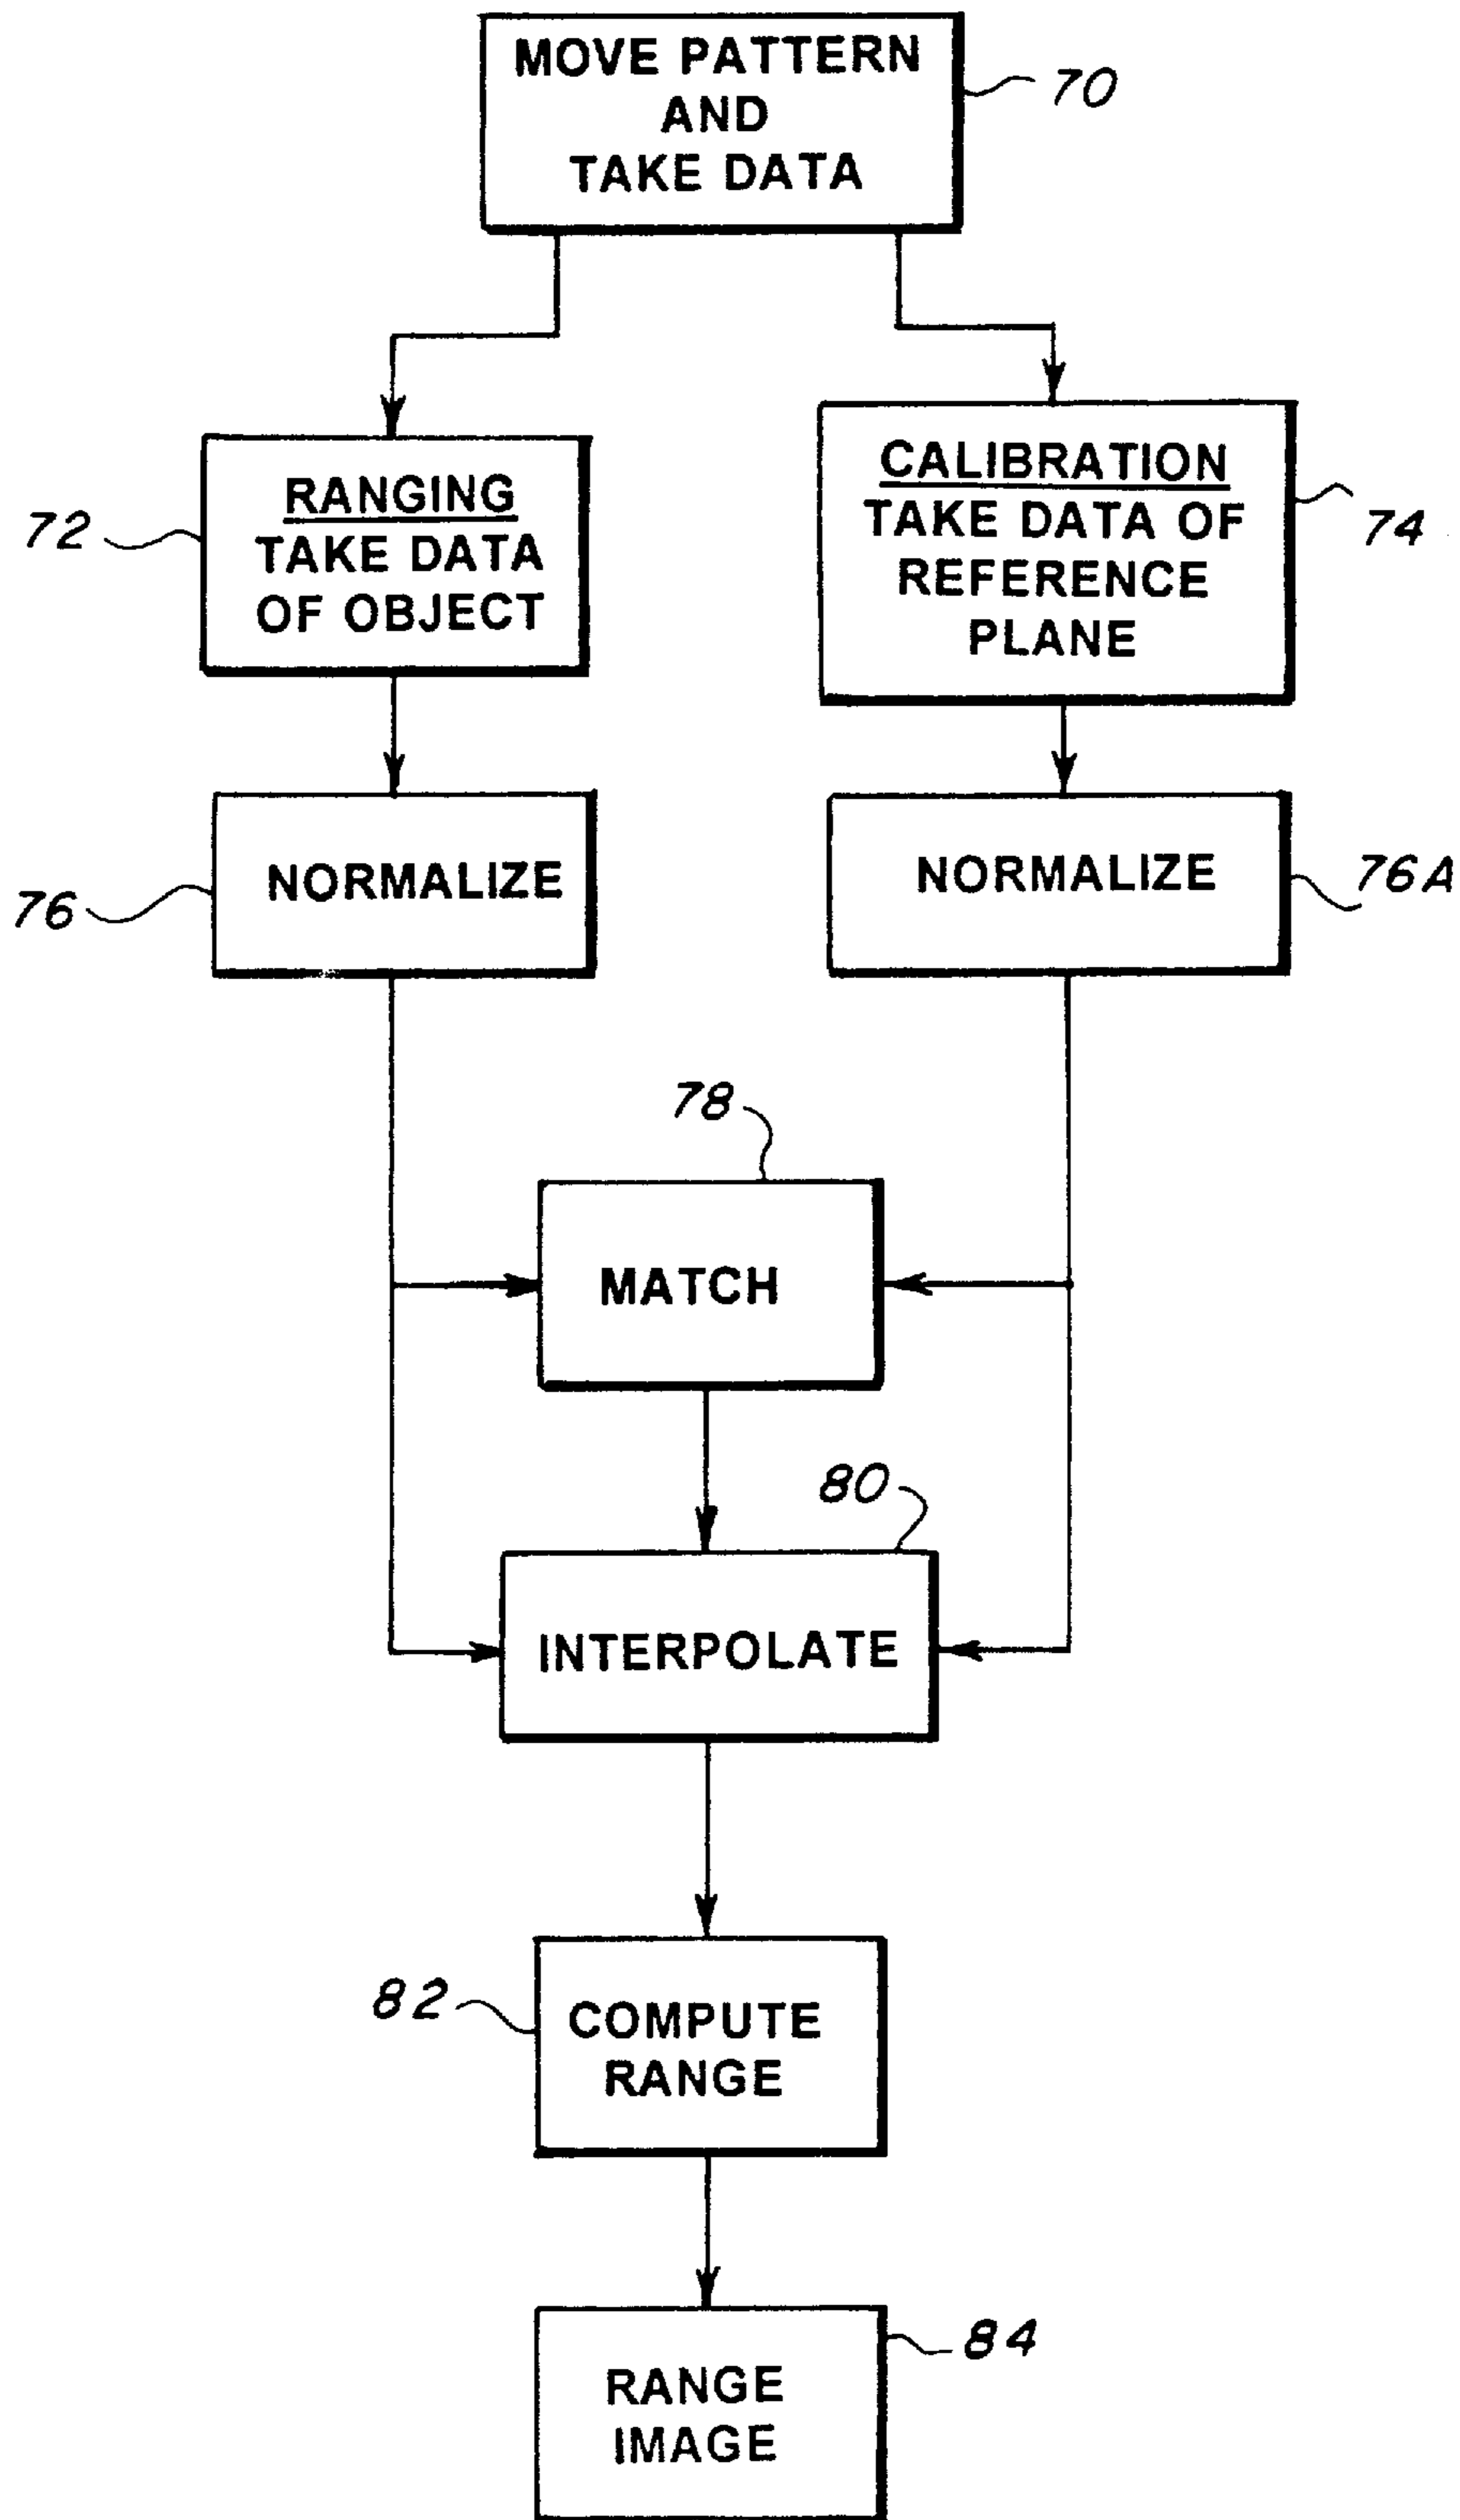 MOVE PATTERN
AND
TAKE DATA
70
RANGING
TAKE DATA
OF OBJECT
72
CALIBRATION
TAKE DATA OF
REFERENCE
PLANE
74
NORMALIZE
76
NORMALIZE
76A
78
MATCH
80
INTERPOLATE
82
COMPUTE
RANGE
84
RANGE
IMAGE